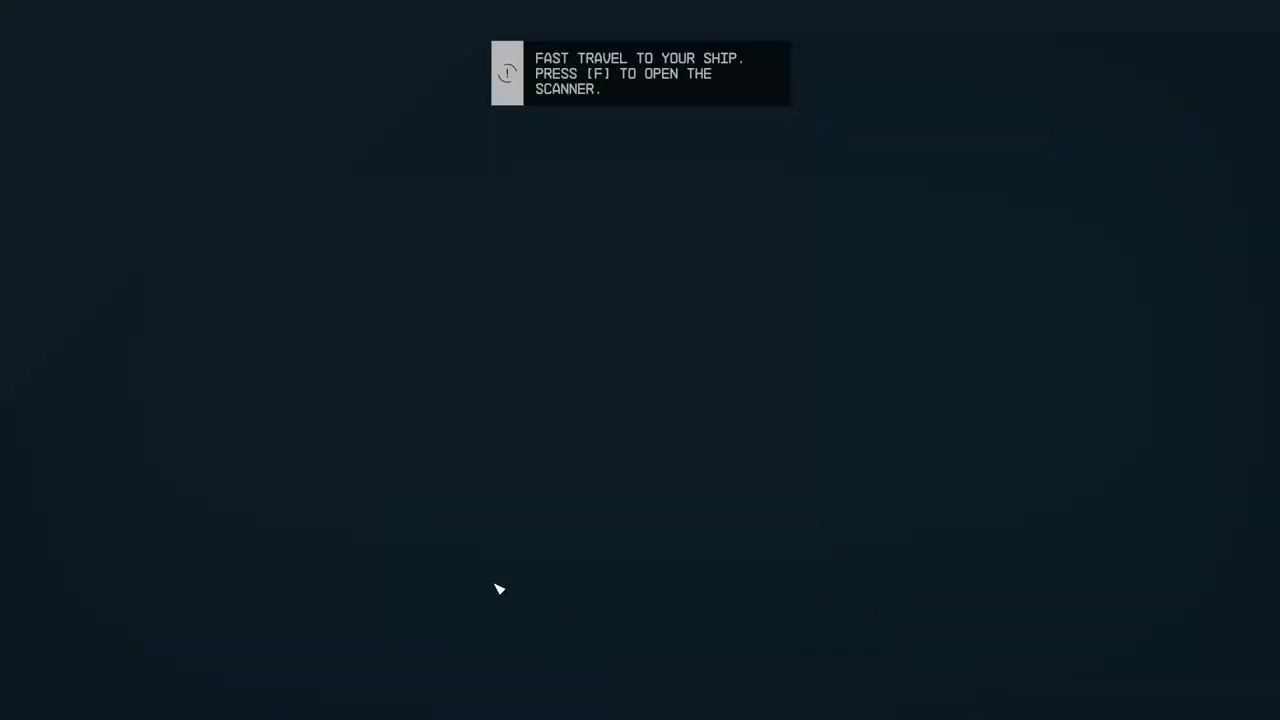 FAST TRAVEL TO YOUR SHIP.
PRESS [F] TO OPEN THE
SCANNER.